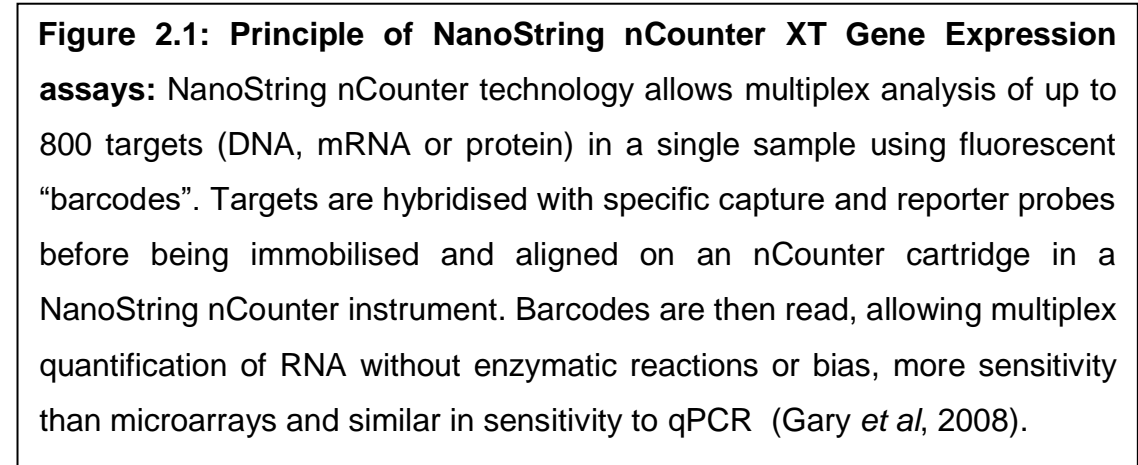 Figure 2.1: Principle of NanoString nCounter XT Gene Expression
assays: NanoString nCounter technology allows multiplex analysis of up to
800 targets (DNA, mRNA or protein) in a single sample using fluorescent
“barcodes”. Targets are hybridised with specific capture and reporter probes
before being immobilised and aligned on an nCounter cartridge in a
NanoString nCounter instrument. Barcodes are then read, allowing multiplex
quantification of RNA without enzymatic reactions or bias, more sensitivity
than microarrays and similar in sensitivity to qPCR (Gary et al, 2008).